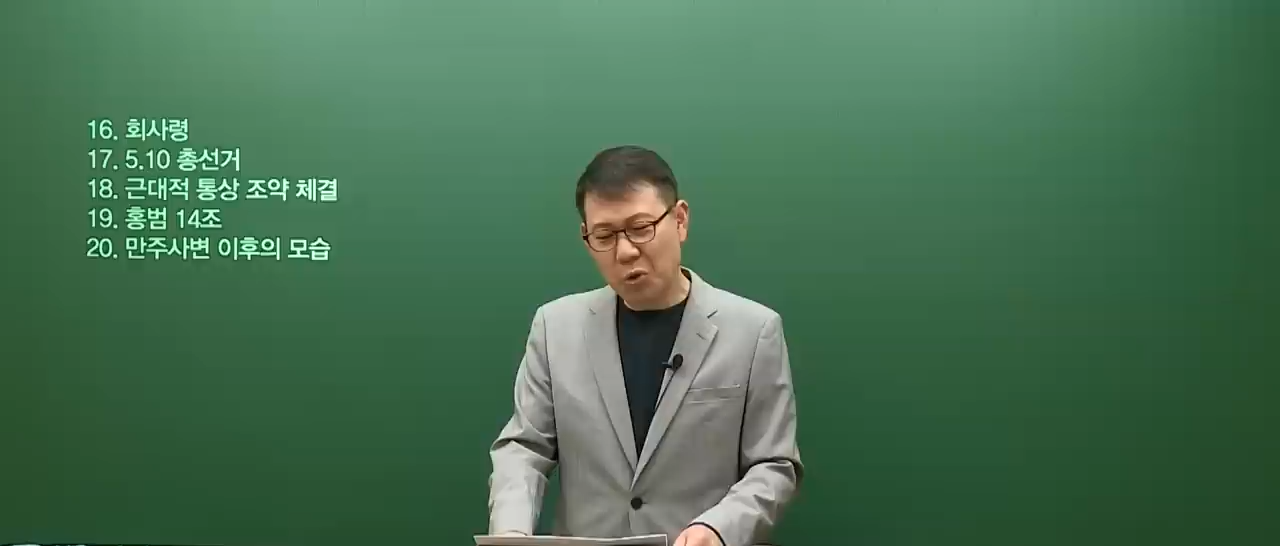 16. 회사령
17. 5.10 총선거
18. 근대적 통상 조약 체결
19. 홍범 14조
20. 만주사변 이후의 모습